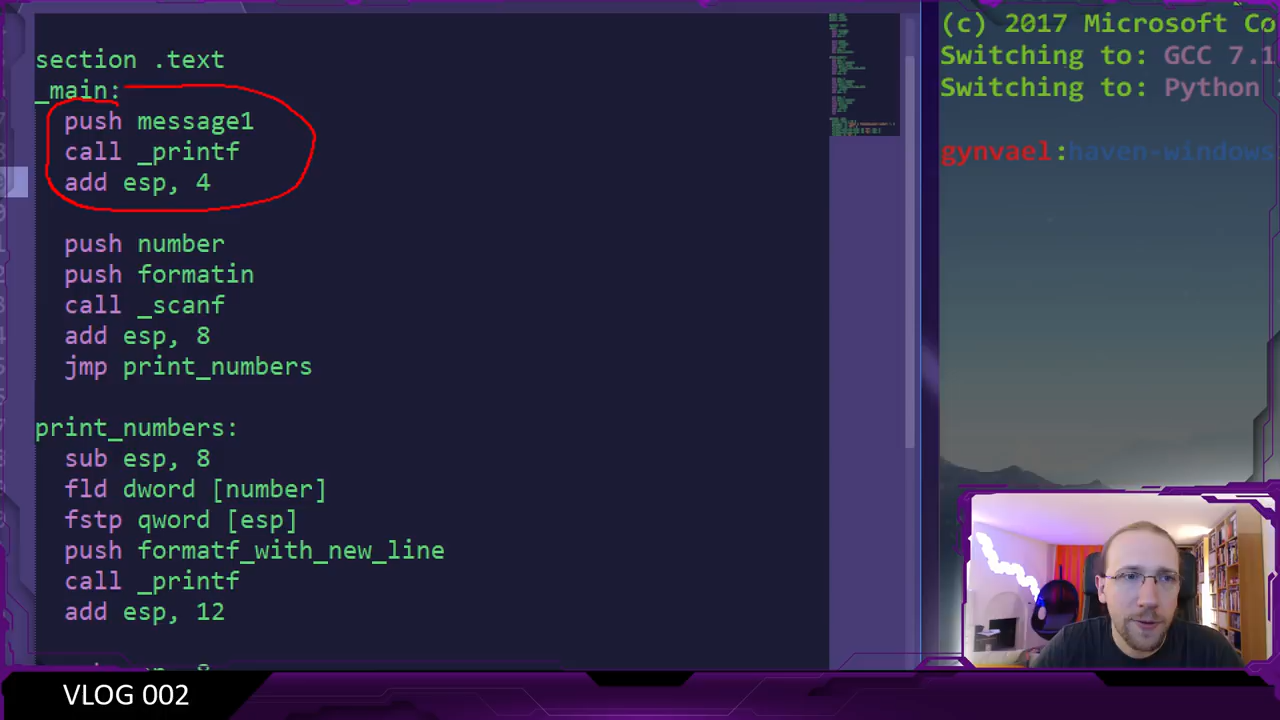 section .text
_main:
push message1
call _printf
add esp, 4
push number
push formatin
call _scanf
add esp, 8
jmp print_numbers
print_numbers:
sub esp, 8
fld dword [number]
fstp qword [esp]
push formatf_with_new_line
call _printf
add esp, 12
(c) 2017 Microsoft Co
Switching to: GCC 7.1
Switching to: Python
gynvael:haven-windows
VLOG 002